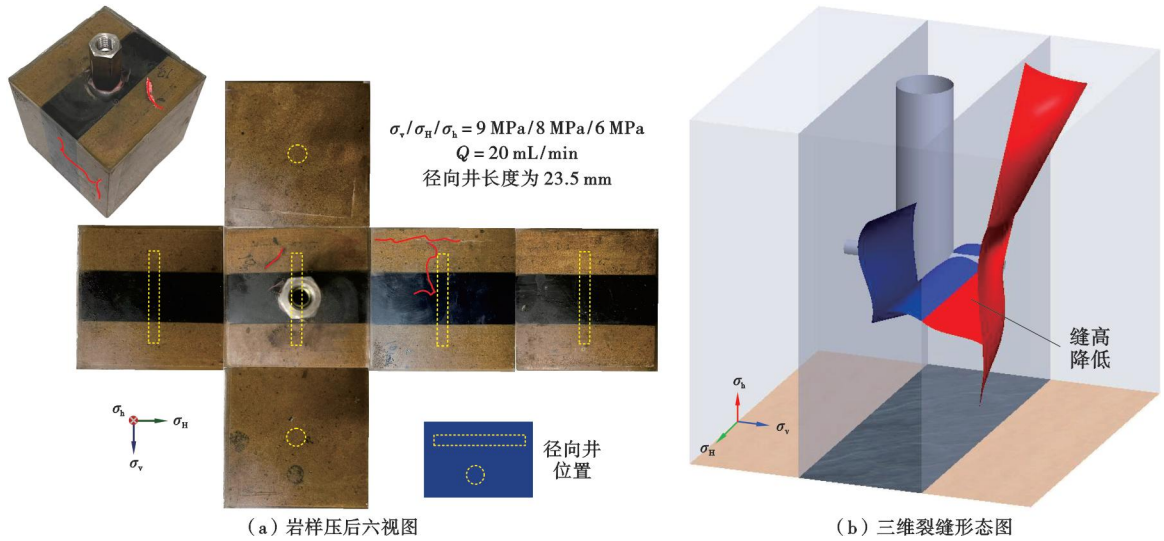 σv/σH/σh = 9 MPa/8 MPa/6 MPa
Q = 20 mL/min
径向井长度为 23.5 mm
σh
σH
σv
径向井
位置
(a) 岩样压后六视图
缝高
降低
σh
σv
σH
(b) 三维裂缝形态图